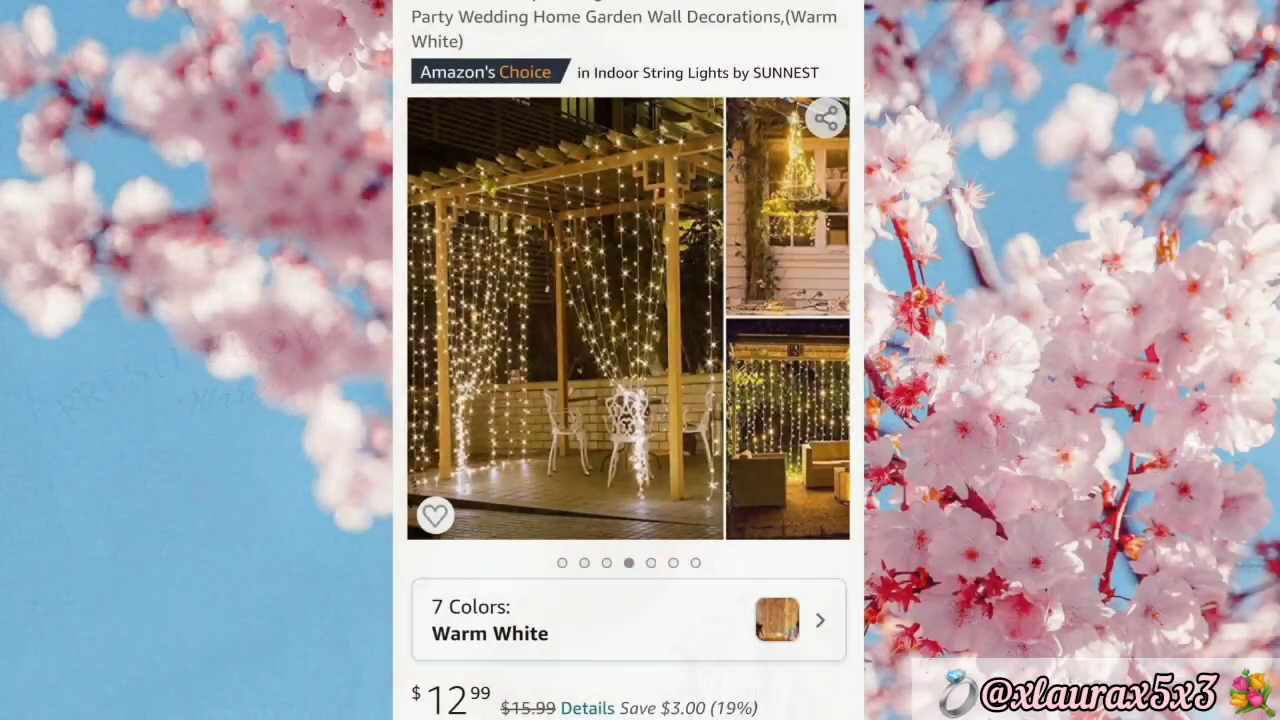 Party Wedding Home Garden Wall Decorations,(Warm
White)
Amazon's Choice in Indoor String Lights by SUNNEST
7 Colors:
Warm White
$12 99 $15.99 Details Save $3.00 (19%)
@xlaurax5x3